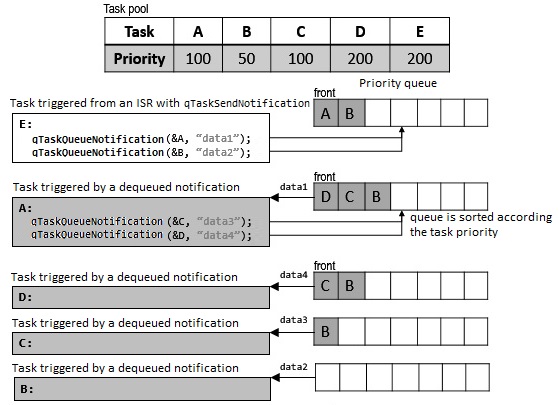 Task pool
Task A B C D E
Priority 100 50 100 200 200
Priority queue
front
Task triggered from an ISR with qTaskSendNotification
A B
E:
qTaskQueueNotification(&A, "data1");
qTaskQueueNotification(&B, "data2");
front
Task triggered by a dequeued notification
data1
D C B
A:
qTaskQueueNotification (&C, "data3");
qTaskQueueNotification (&D, "data4");
queue is sorted according
the task priority
front
Task triggered by a dequeued notification
data4
C B
D:
Task triggered by a dequeued notification
data3
B
C:
Task triggered by a dequeued notification
data2
B: